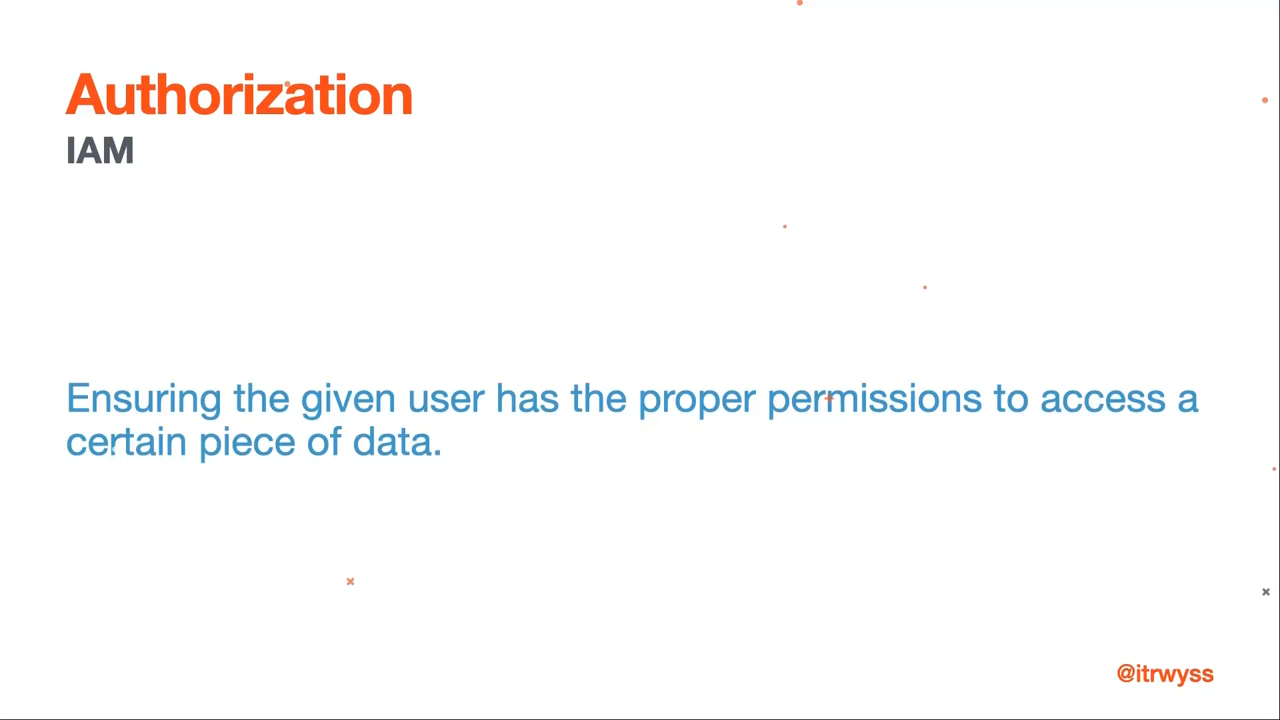 Authorization
IAM
Ensuring the given user has the proper permissions to access a
certain piece of data.
@itrwyss